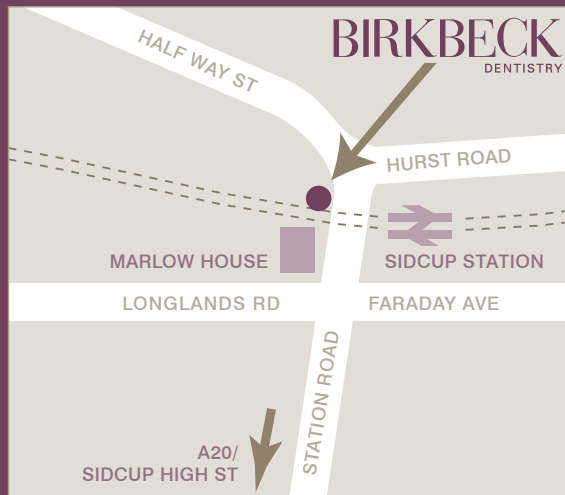 BIRKBECK
DENTISTRY
HALF WAY ST
HURST ROAD
MARLOW HOUSE
SIDCUP STATION
LONGLANDS RD
FARADAY AVE
STATION ROAD
A20/
SIDCUP HIGH ST